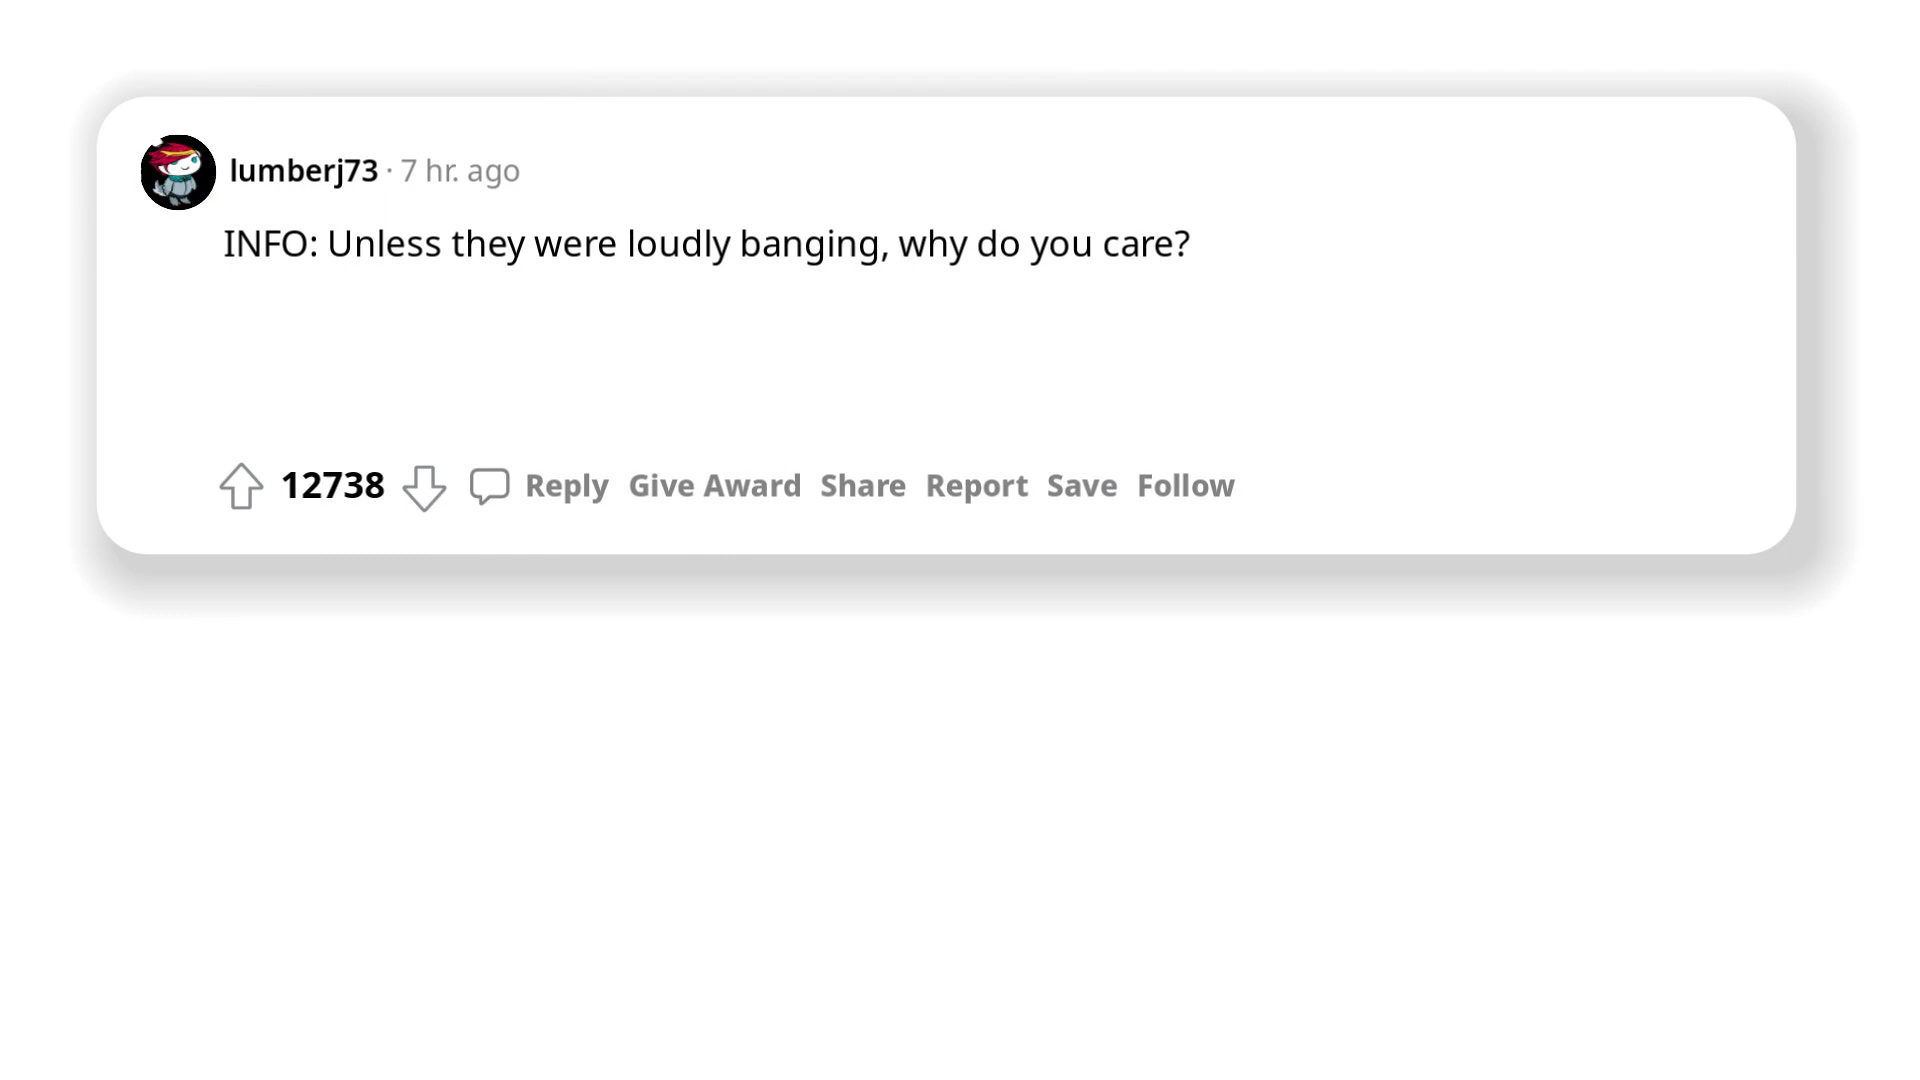 lumberj73 · 7 hr. ago
INFO: Unless they were loudly banging, why do you care?
12738 Reply Give Award Share Report Save Follow